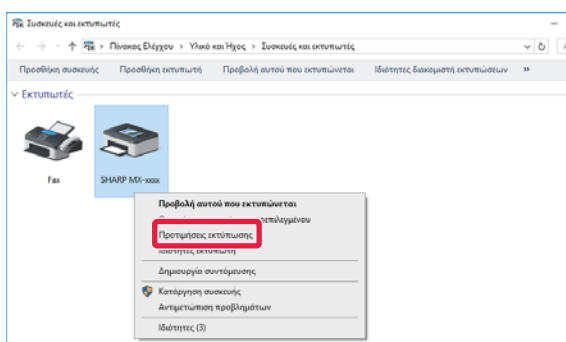 Συσκευές και εκτυπωτές
Πίνακας Ελέγχου > Υλικό και Ήχος > Συσκευές και εκτυπωτές
Προσθήκη συσκευής Προσθήκη εκτυπωτή Προβολή αυτού που εκτυπώνεται Ιδιότητες διακομιστή εκτυπώσεων »
Εκτυπωτές
Fax SHARP MX-xxxx
Προβολή αυτού που εκτυπώνεται
Προτιμήσεις εκτύπωσης
Ιδιότητες εκτυπωτή
Δημιουργία συντόμευσης
Κατάργηση συσκευής
Αντιμετώπιση προβλημάτων
Ιδιότητες (3)